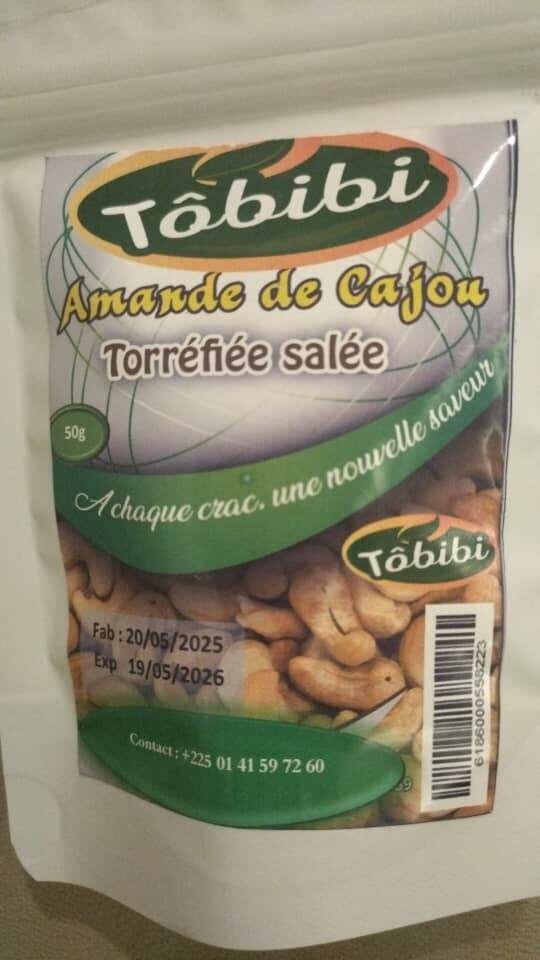 Tôbibi
Amande de Cajou
Torréfiée salée
50g
A chaque crac, une nouvelle saveur
Tôbibi
Fab : 20/05/2025
Exp 19/05/2026
Contact : +225 01 41 59 72 60
6186000558223